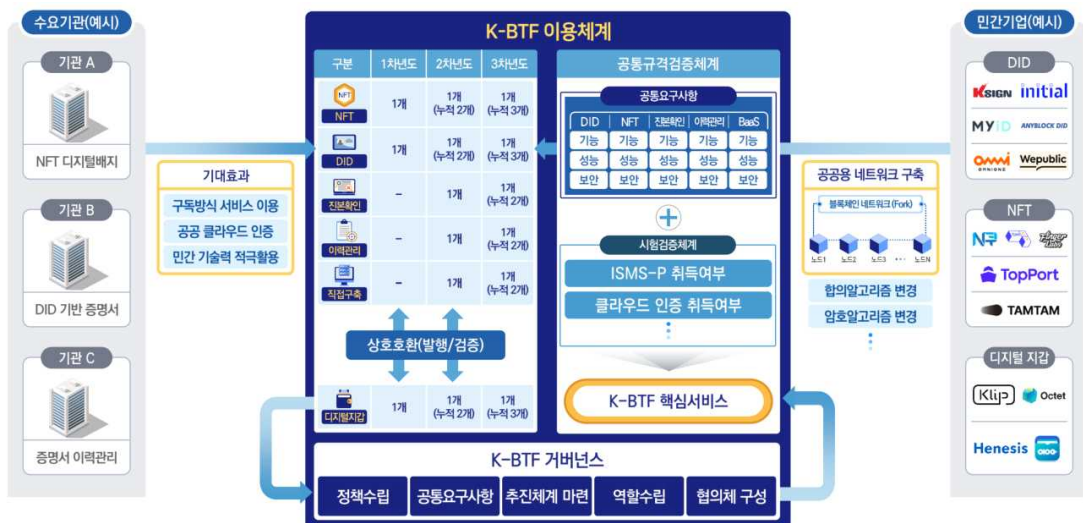 수요기관(예시)
기관 A
NFT 디지털배지
기관 B
DID 기반 증명서
기관 C
증명서 이력관리
기대효과
구독방식 서비스 이용
공공 클라우드 인증
민간 기술력 적극활용
K-BTF 이용체계
구분 1차년도 2차년도 3차년도
NFT
NFT 1개 1개 (누적 2개) 1개 (누적 3개)
DID 1개 1개 (누적 2개) 1개 (누적 3개)
진본확인 – 1개 1개 (누적 2개)
이력관리 – 1개 1개 (누적 2개)
직접구축 – 1개 1개 (누적 2개)
상호호환(발행/검증)
디지털지갑 1개 1개 (누적 2개) 1개 (누적 3개)
공통규격검증체계
공통요구사항
DID NFT 진본확인 이력관리 BaaS
기능 기능 기능 기능 기능
성능 성능 성능 성능 성능
보안 보안 보안 보안 보안
시험검증체계
ISMS-P 취득여부
클라우드 인증 취득여부
K-BTF 핵심서비스
K-BTF 거버넌스
정책수립 공통요구사항 추진체계 마련 역할수립 협의체 구성
공공용 네트워크 구축
블록체인 네트워크(Fork)
노드1 노드2 노드3 ··· 노드N
합의알고리즘 변경
암호알고리즘 변경
민간기업(예시)
DID
KSIGN initial
MYiD ANYBLOCK DID
OMNI Wepublic
ONEIONE
NFT
TopPort
TAMTAM
디지털 지갑
Klip Octet
Henesis